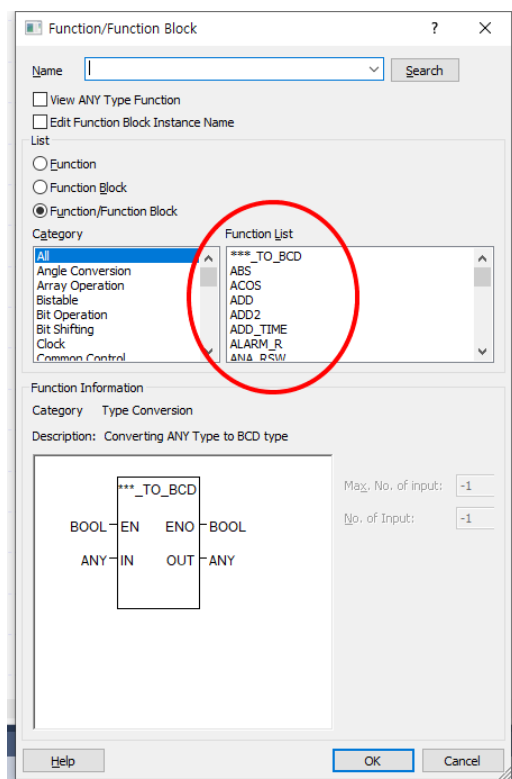 Function/Function Block ? ×
Name Search
View ANY Type Function
Edit Function Block Instance Name
List
Function
Function Block
Function/Function Block
Category Function List
All ***_TO_BCD
Angle Conversion ABS
Array Operation ACOS
Bistable ADD
Bit Operation ADD2
Bit Shifting ADD_TIME
Clock ALARM_R
Common Control ANA_RSW
Function Information
Category Type Conversion
Description: Converting ANY Type to BCD type
***_TO_BCD Max. No. of input: -1
BOOL EN ENO BOOL No. of Input: -1
ANY IN OUT ANY
Help OK Cancel